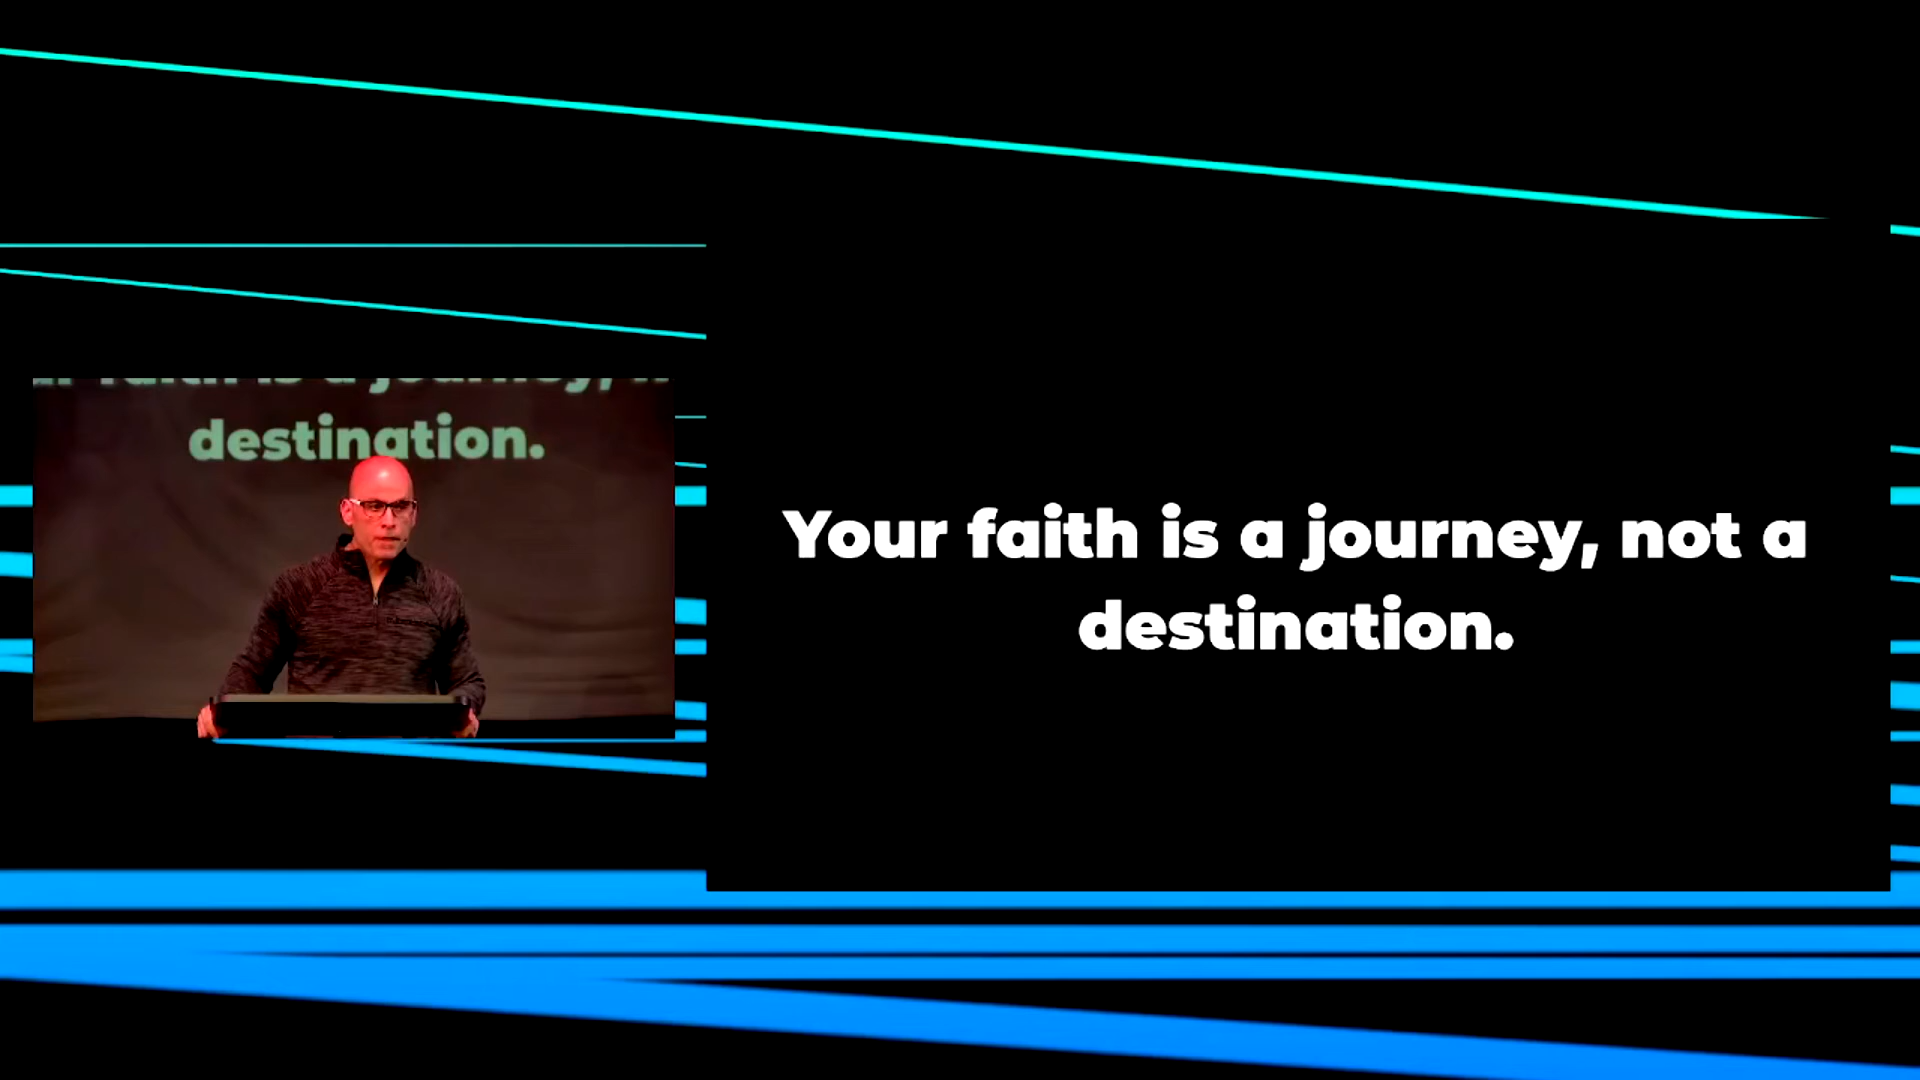 destination.
Your faith is a journey, not a
destination.